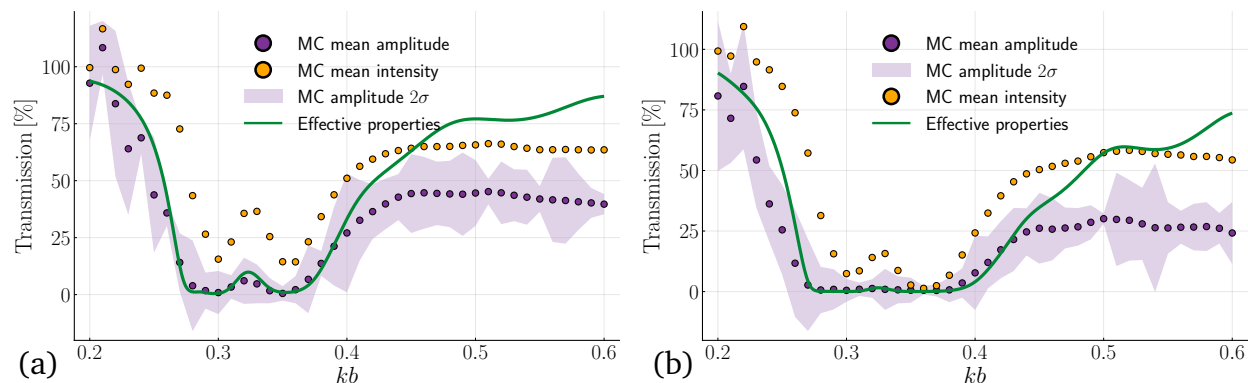 MC mean amplitude
MC mean intensity
MC amplitude 2σ
Effective properties
Transmission [%]
100
75
50
25
0
0.2 0.3 0.4 0.5 0.6
kb
(a)
MC mean amplitude
MC amplitude 2σ
MC mean intensity
Effective properties
Transmission [%]
100
75
50
25
0
0.2 0.3 0.4 0.5 0.6
kb
(b)